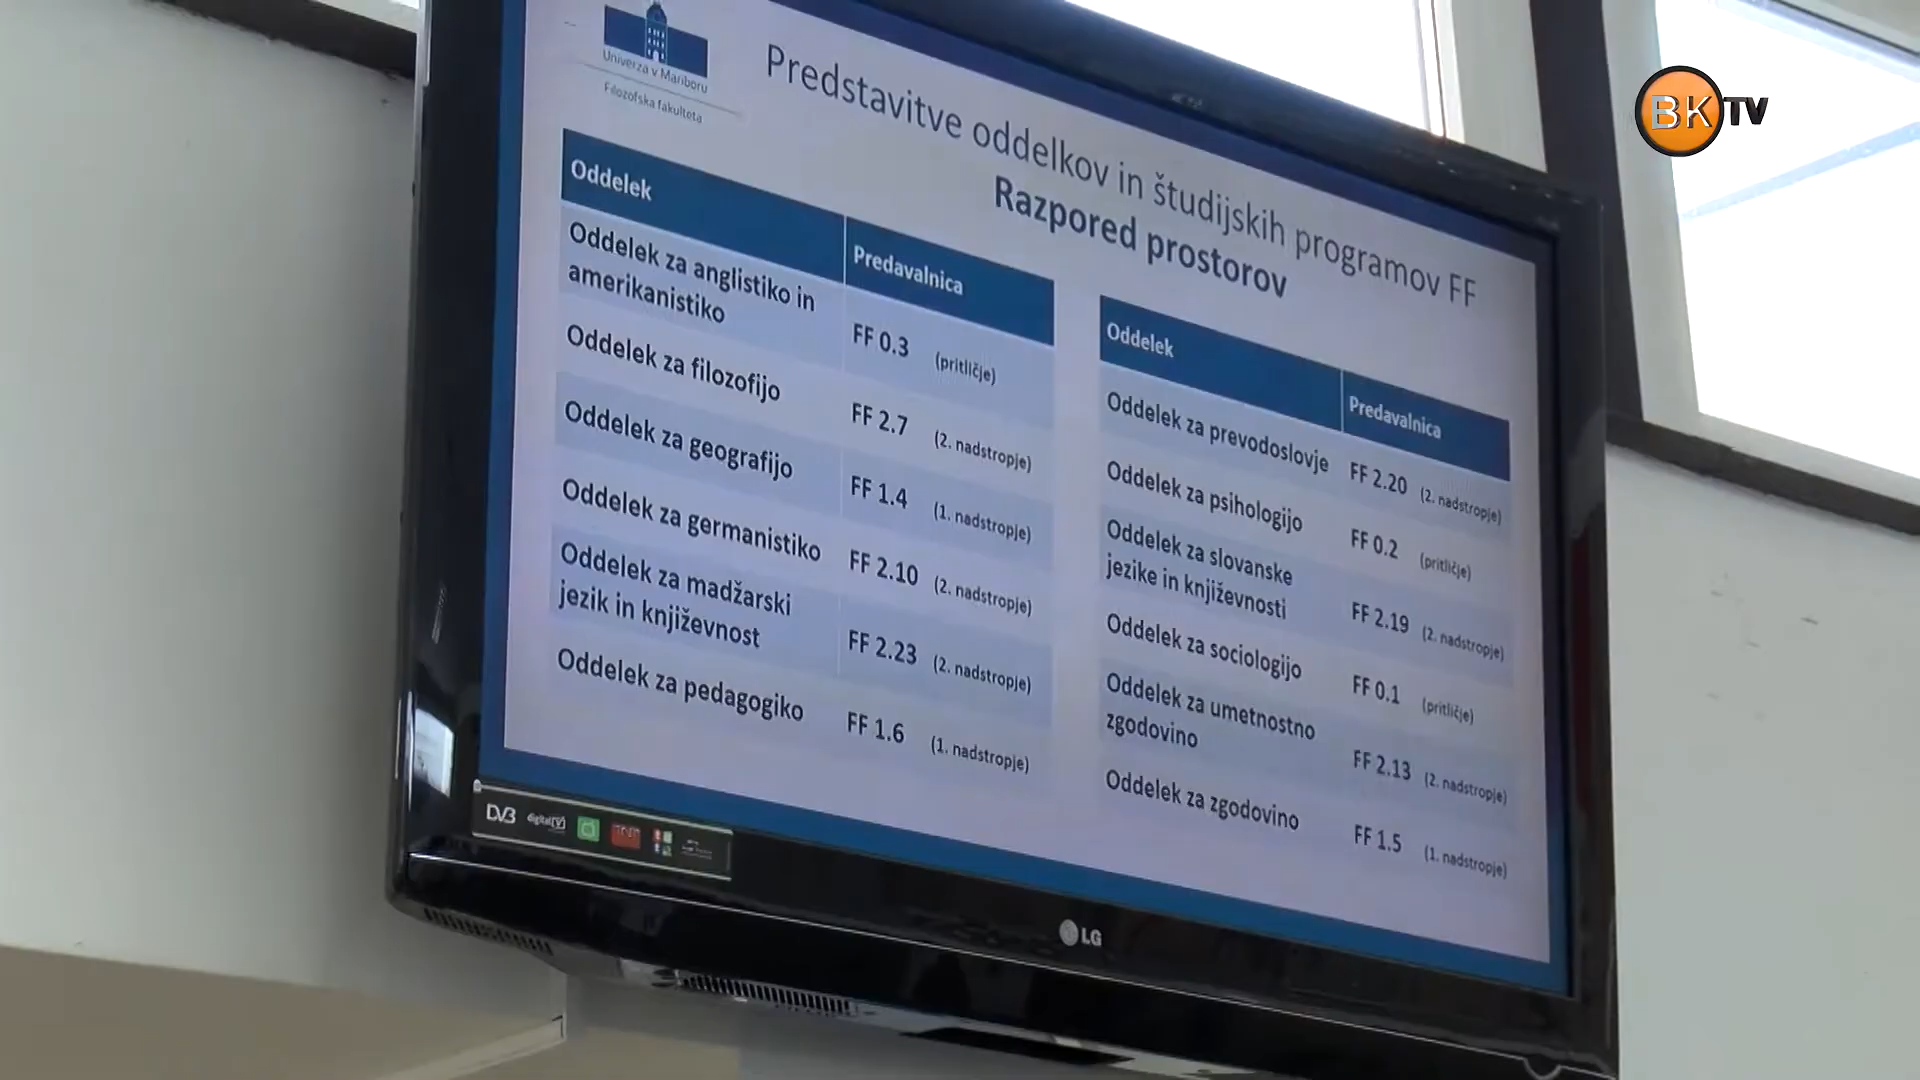 BKTV
Univerza v Mariboru
Filozofska fakulteta
Predstavitve oddelkov in študijskih programov FF
Razpored prostorov
Oddelek Predavalnica
Oddelek za anglistiko in
amerikanistiko FF 0.3 (pritličje)
Oddelek za filozofijo FF 2.7 (2. nadstropje)
Oddelek za geografijo FF 1.4 (1. nadstropje)
Oddelek za germanistiko FF 2.10 (2. nadstropje)
Oddelek za madžarski
jezik in književnost FF 2.23 (2. nadstropje)
Oddelek za pedagogiko FF 1.6 (1. nadstropje)
Oddelek Predavalnica
Oddelek za prevodoslovje FF 2.20 (2. nadstropje)
Oddelek za psihologijo FF 0.2 (pritličje)
Oddelek za slovanske
jezike in književnosti FF 2.19 (2. nadstropje)
Oddelek za sociologijo FF 0.1 (pritličje)
Oddelek za umetnostno
zgodovino FF 2.13 (2. nadstropje)
Oddelek za zgodovino FF 1.5 (1. nadstropje)
DVB digital TV
LG